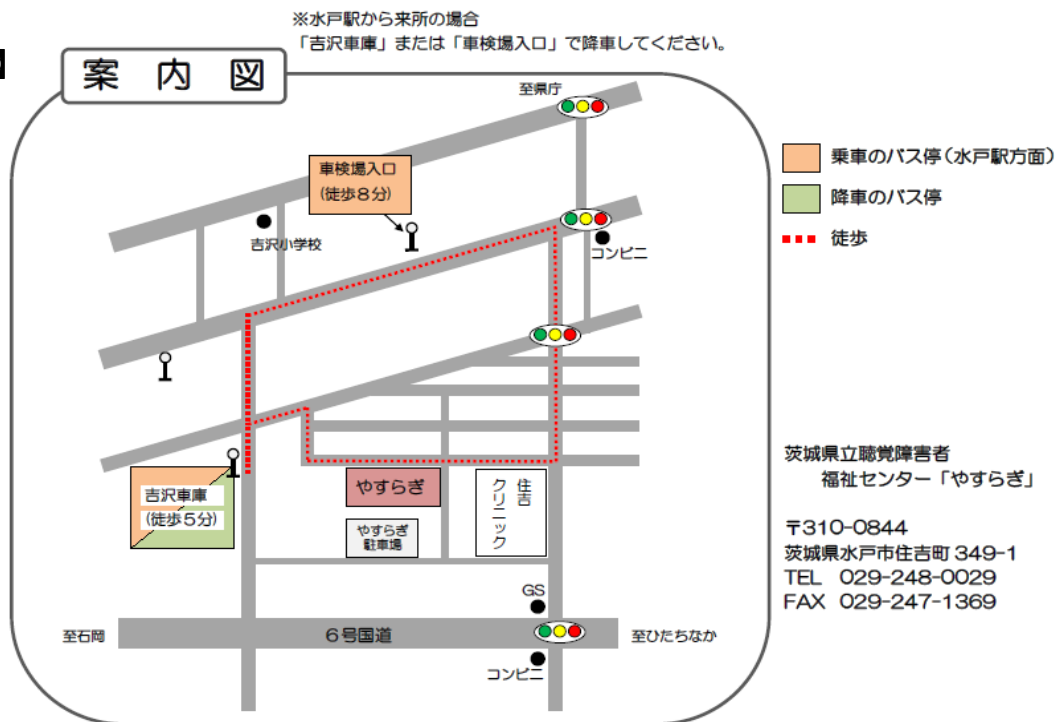 ※水戸駅から来所の場合
「吉沢車庫」または「車検場入口」で降車してください。
案 内 図
至県庁
車検場入口
(徒歩8分)
吉沢小学校
コンビニ
吉沢車庫
(徒歩5分)
やすらぎ
やすらぎ
駐車場
住吉
クリニック
GS
至石岡
6号国道
至ひたちなか
コンビニ
乗車のバス停(水戸駅方面)
降車のバス停
徒歩
茨城県立聴覚障害者
福祉センター「やすらぎ」
〒310-0844
茨城県水戸市住吉町 349-1
TEL 029-248-0029
FAX 029-247-1369